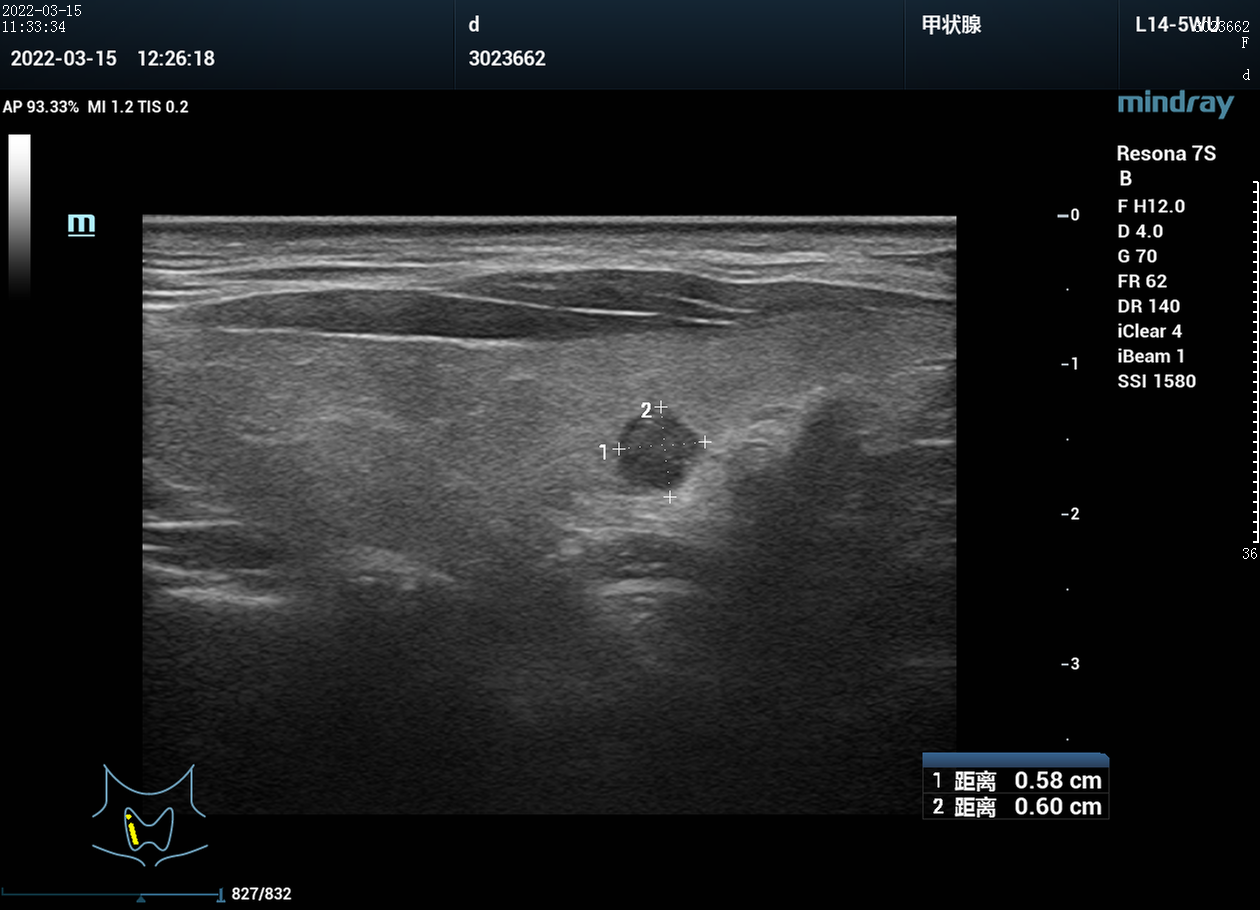 2022-03-15
11:33:34
2022-03-15 12:26:18
d
3023662
甲状腺
L14-5WU
3023662
F
d
AP 93.33% MI 1.2 TIS 0.2
mindray
Resona 7S
B
F H12.0
D 4.0
G 70
FR 62
DR 140
iClear 4
iBeam 1
SSI 1580
m
0
-1
-2
-3
36
2
1
1 距离 0.58 cm
2 距离 0.60 cm
827/832